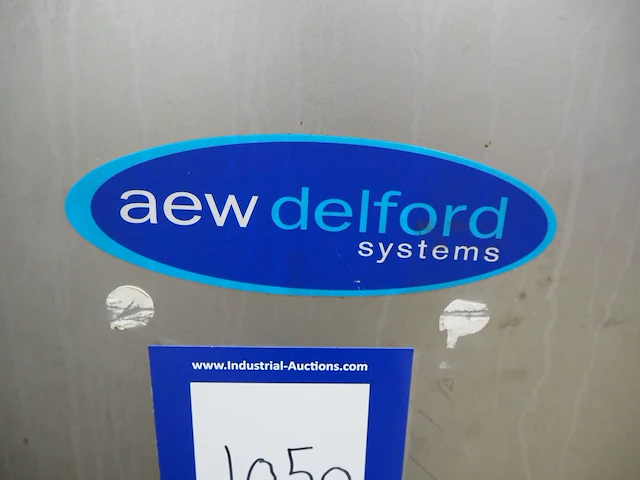 aew delford
systems
www.Industrial-Auctions.com
1050